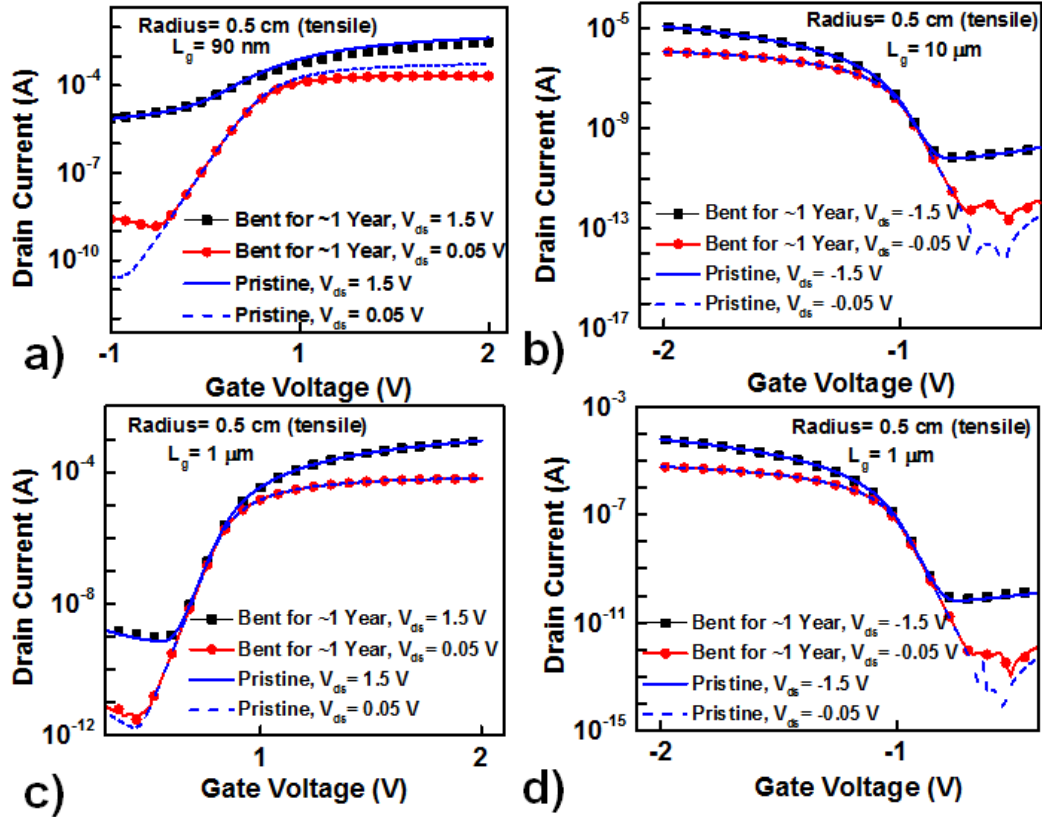 Radius= 0.5 cm (tensile)
L_g = 90 nm
10^-4
10^-7
10^-10
Drain Current (A)
Bent for ~1 Year, V_ds = 1.5 V
Bent for ~1 Year, V_ds = 0.05 V
Pristine, V_ds = 1.5 V
Pristine, V_ds = 0.05 V
-1 1 2
Gate Voltage (V)
a)
Radius= 0.5 cm (tensile)
L_g = 10 µm
10^-5
10^-9
10^-13
10^-17
Drain Current (A)
Bent for ~1 Year, V_ds = -1.5 V
Bent for ~1 Year, V_ds = -0.05 V
Pristine, V_ds = -1.5 V
Pristine, V_ds = -0.05 V
-2 -1
Gate Voltage (V)
b)
Radius= 0.5 cm (tensile)
L_g = 1 µm
10^-4
10^-8
10^-12
Drain Current (A)
Bent for ~1 Year, V_ds = 1.5 V
Bent for ~1 Year, V_ds = 0.05 V
Pristine, V_ds = 1.5 V
Pristine, V_ds = 0.05 V
1 2
Gate Voltage (V)
c)
Radius= 0.5 cm (tensile)
L_g = 1 µm
10^-3
10^-7
10^-11
10^-15
Drain Current (A)
Bent for ~1 Year, V_ds = -1.5 V
Bent for ~1 Year, V_ds = -0.05 V
Pristine, V_ds = -1.5 V
Pristine, V_ds = -0.05 V
-2 -1
Gate Voltage (V)
d)